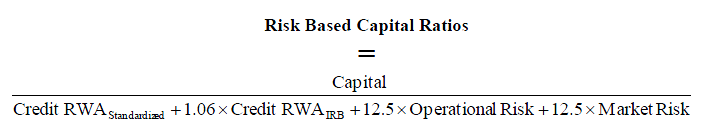 Risk Based Capital Ratios
=
Capital
Credit RWA Standardized + 1.06 × Credit RWA IRB + 12.5 × Operational Risk + 12.5 × Market Risk